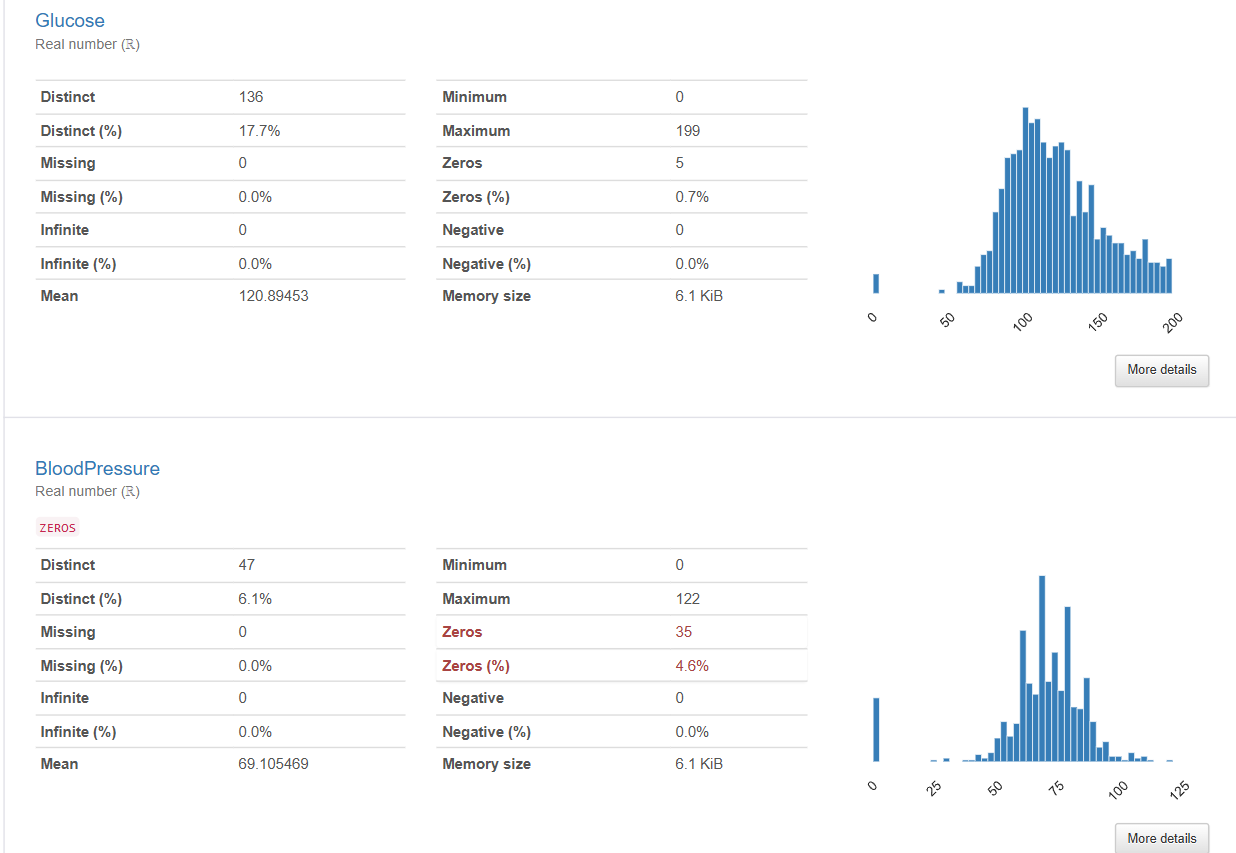 Glucose
Real number (ℝ)
Distinct 136 Minimum 0
Distinct (%) 17.7% Maximum 199
Missing 0 Zeros 5
Missing (%) 0.0% Zeros (%) 0.7%
Infinite 0 Negative 0
Infinite (%) 0.0% Negative (%) 0.0%
Mean 120.89453 Memory size 6.1 KiB
0 50 100 150 200
More details
BloodPressure
Real number (ℝ)
ZEROS
Distinct 47 Minimum 0
Distinct (%) 6.1% Maximum 122
Missing 0 Zeros 35
Missing (%) 0.0% Zeros (%) 4.6%
Infinite 0 Negative 0
Infinite (%) 0.0% Negative (%) 0.0%
Mean 69.105469 Memory size 6.1 KiB
0 25 50 75 100 125
More details